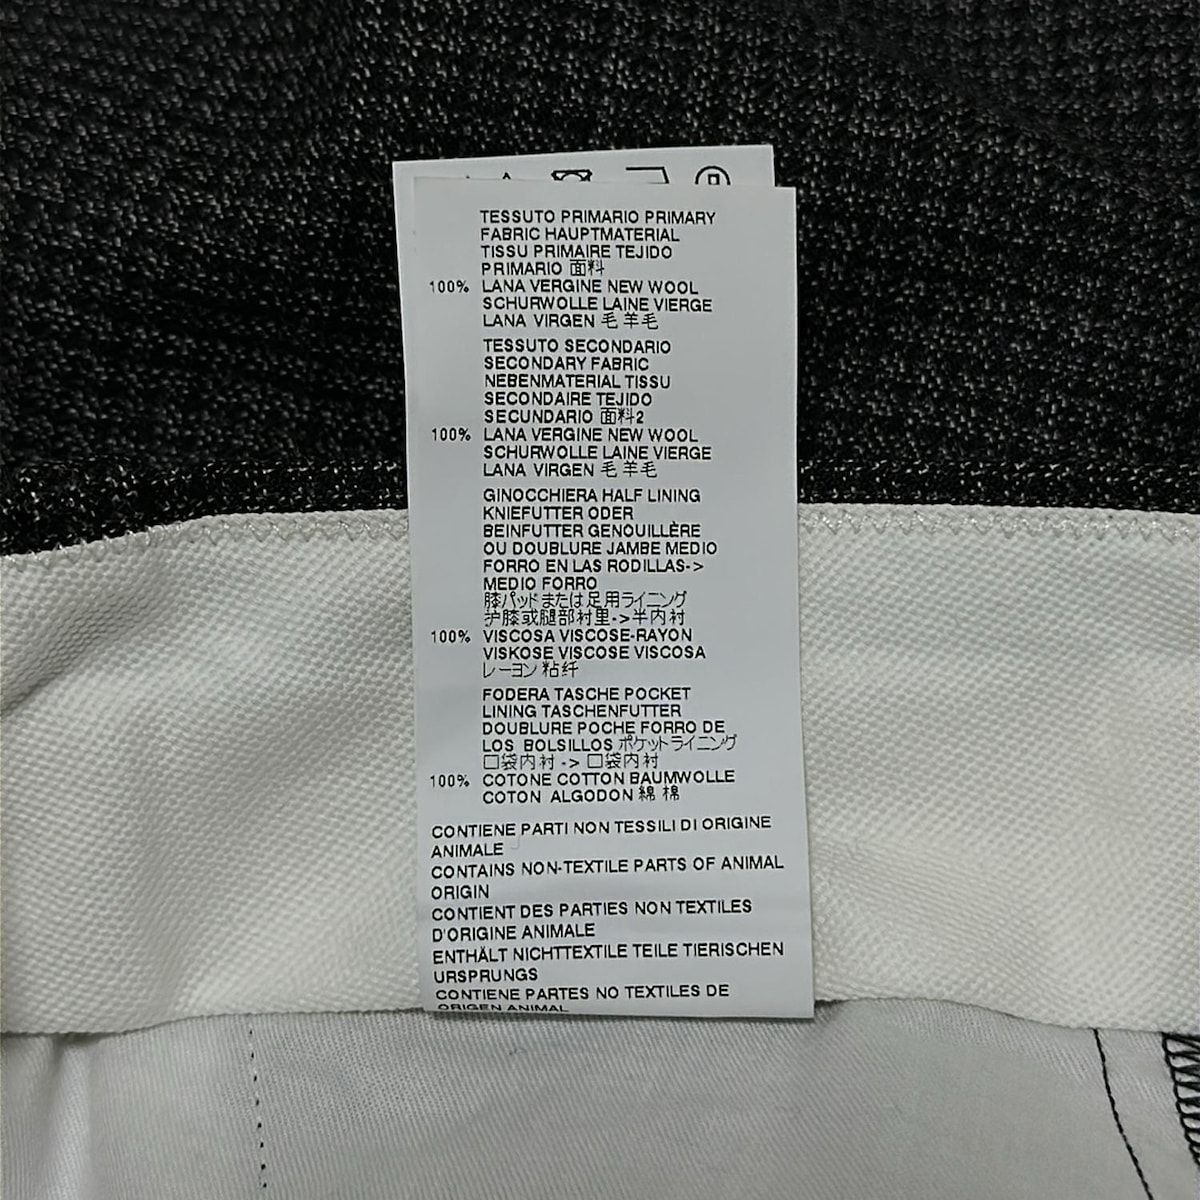 TESSUTO PRIMARIO PRIMARY
FABRIC HAUPTMATERIAL
TISSU PRIMAIRE TEJIDO
PRIMARIO 面料
100% LANA VERGINE NEW WOOL
SCHURWOLLE LAINE VIERGE
LANA VIRGEN 毛 羊毛
TESSUTO SECONDARIO
SECONDARY FABRIC
NEBENMATERIAL TISSU
SECONDAIRE TEJIDO
SECUNDARIO 面料2
100% LANA VERGINE NEW WOOL
SCHURWOLLE LAINE VIERGE
LANA VIRGEN 毛 羊毛
GINOCCHIERA HALF LINING
KNIEFUTTER ODER
BEINFUTTER GENOUILLÈRE
OU DOUBLURE JAMBE MEDIO
FORRO EN LAS RODILLAS->
MEDIO FORRO
膝パッドまたは足用ライニング
护膝或腿部衬里->半内衬
100% VISCOSA VISCOSE-RAYON
VISKOSE VISCOSE VISCOSA
レーヨン 粘纤
FODERA TASCHE POCKET
LINING TASCHENFUTTER
DOUBLURE POCHE FORRO DE
LOS BOLSILLOS ポケットライニング
口袋内衬 -> 口袋内衬
100% COTONE COTTON BAUMWOLLE
COTON ALGODON 綿 棉
CONTIENE PARTI NON TESSILI DI ORIGINE
ANIMALE
CONTAINS NON-TEXTILE PARTS OF ANIMAL
ORIGIN
CONTIENT DES PARTIES NON TEXTILES
D'ORIGINE ANIMALE
ENTHÄLT NICHTTEXTILE TEILE TIERISCHEN
URSPRUNGS
CONTIENE PARTES NO TEXTILES DE
ORIGEN ANIMAL